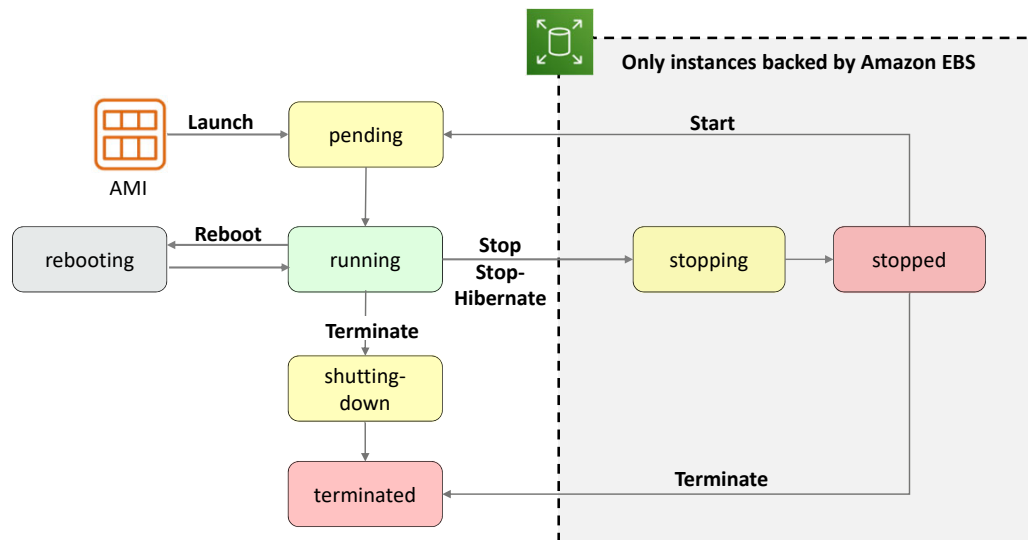 Only instances backed by Amazon EBS
Launch
pending
Start
AMI
rebooting
Reboot
running
Stop
Stop-
Hibernate
stopping
stopped
Terminate
shutting-
down
terminated
Terminate